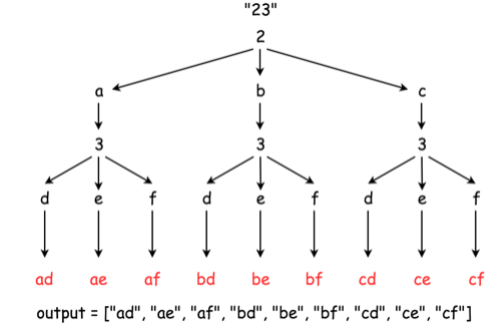 "23"
2
a b c
3 3 3
d e f d e f d e f
ad ae af bd be bf cd ce cf
output = ["ad", "ae", "af", "bd", "be", "bf", "cd", "ce", "cf"]